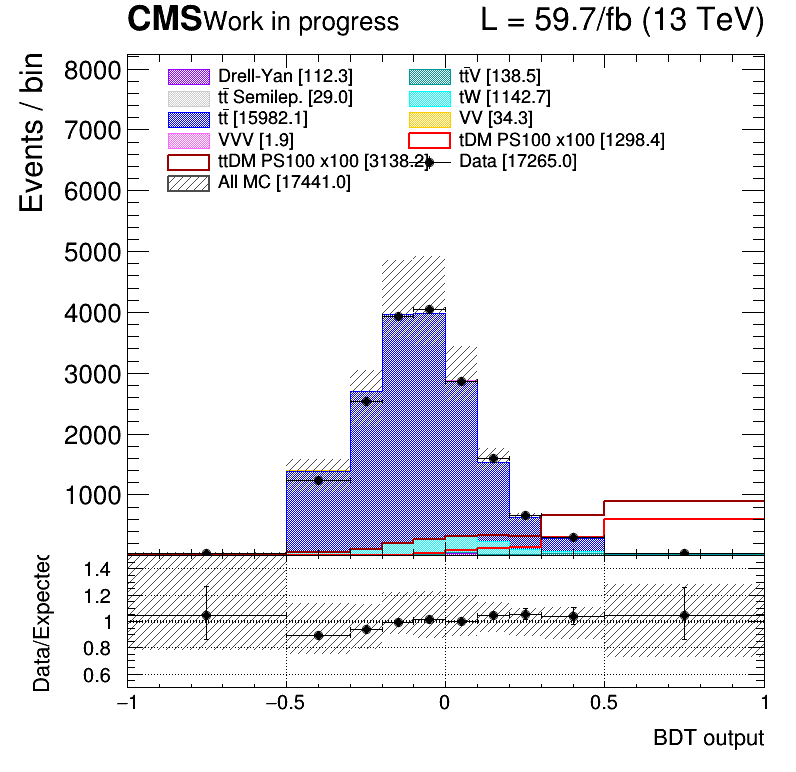 CMS Work in progress L = 59.7/fb (13 TeV)
Events / bin
8000
7000
6000
5000
4000
3000
2000
1000
Drell-Yan [112.3] tt̄V [138.5]
tt̄ Semilep. [29.0] tW [1142.7]
tt̄ [15982.1] VV [34.3]
VVV [1.9] tDM PS100 x100 [1298.4]
ttDM PS100 x100 [3138.2] Data [17265.0]
All MC [17441.0]
Data/Expected
1.4
1.2
1
0.8
0.6
−1 −0.5 0 0.5 1
BDT output